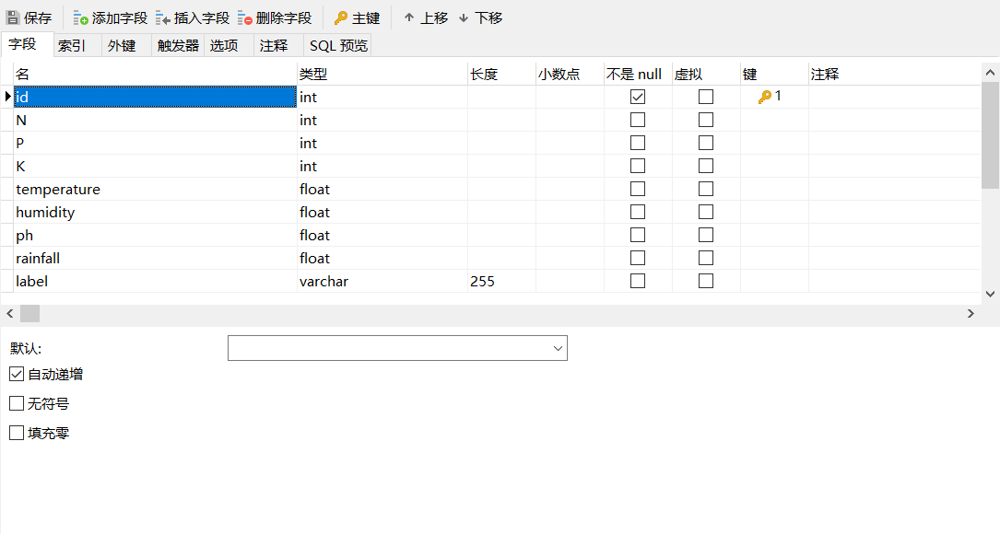 保存 添加字段 插入字段 删除字段 主键 上移 下移
字段 索引 外键 触发器 选项 注释 SQL 预览
名 类型 长度 小数点 不是 null 虚拟 键 注释
id int 1
N int
P int
K int
temperature float
humidity float
ph float
rainfall float
label varchar 255
默认:
自动递增
无符号
填充零